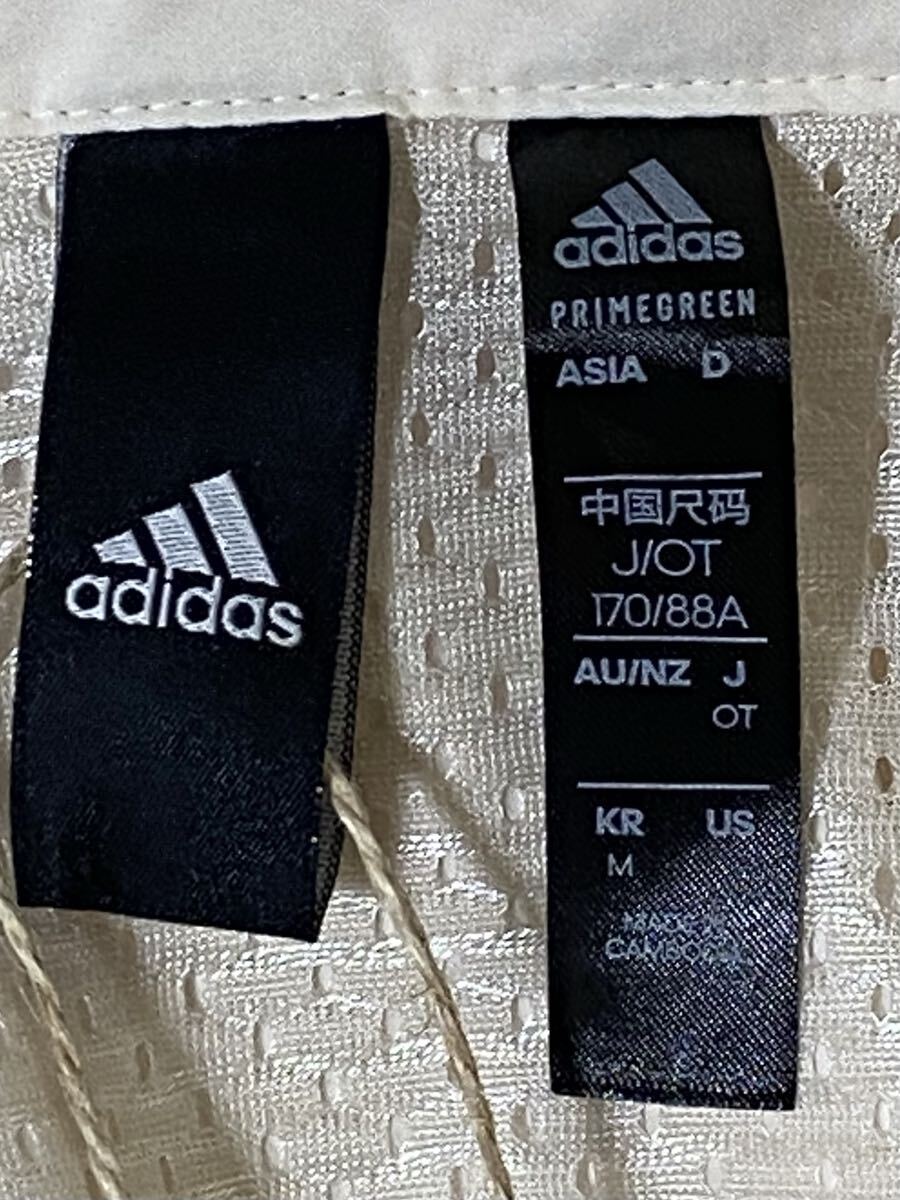 adidas
adidas
PRIMEGREEN
ASIA D
中国尺码
J/OT
170/88A
AU/NZ J
OT
KR US
M
MADE IN
CAMBODIA